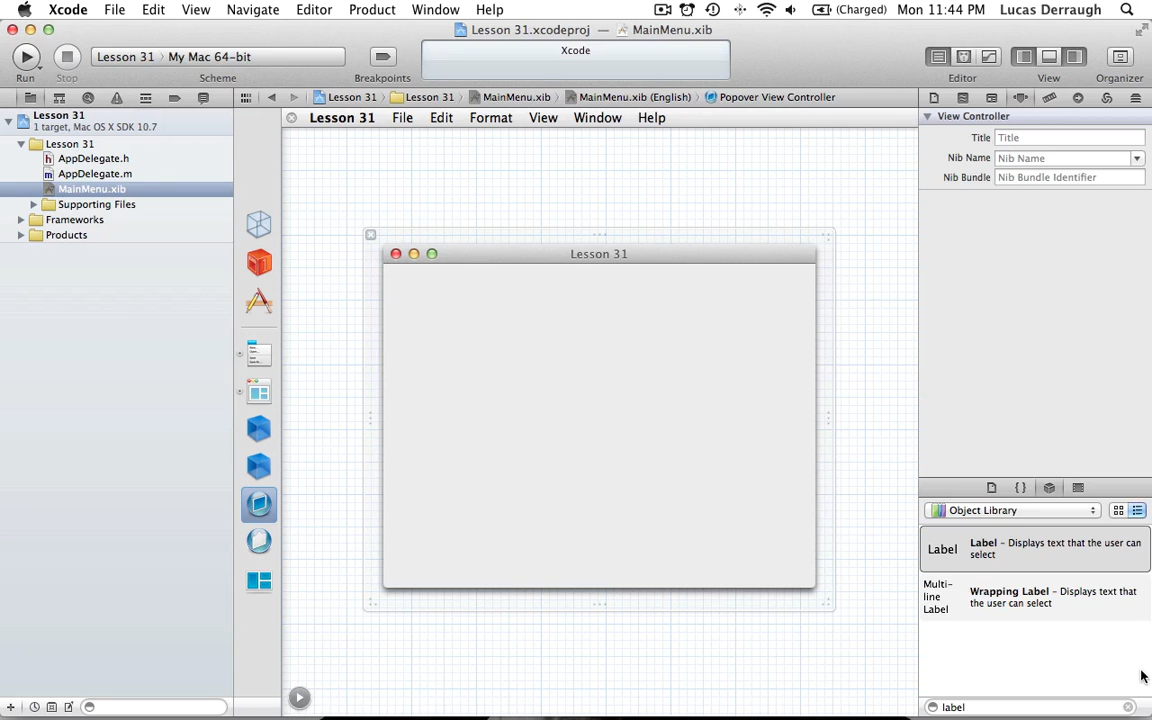 Xcode File Edit View Navigate Editor Product Window Help (Charged) Mon 11:44 PM Lucas Derraugh
Lesson 31.xcodeproj — MainMenu.xib
Lesson 31 › My Mac 64-bit
Xcode
Run Stop Scheme Breakpoints Editor View Organizer
Lesson 31 Lesson 31 MainMenu.xib MainMenu.xib (English) Popover View Controller
Lesson 31
1 target, Mac OS X SDK 10.7
Lesson 31
AppDelegate.h
AppDelegate.m
MainMenu.xib
Supporting Files
Frameworks
Products
Lesson 31 File Edit Format View Window Help
Lesson 31
View Controller
Title Title
Nib Name Nib Name
Nib Bundle Nib Bundle Identifier
Object Library
Label
Label – Displays text that the user can
select
Multi-
line
Label
Wrapping Label – Displays text that
the user can select
label